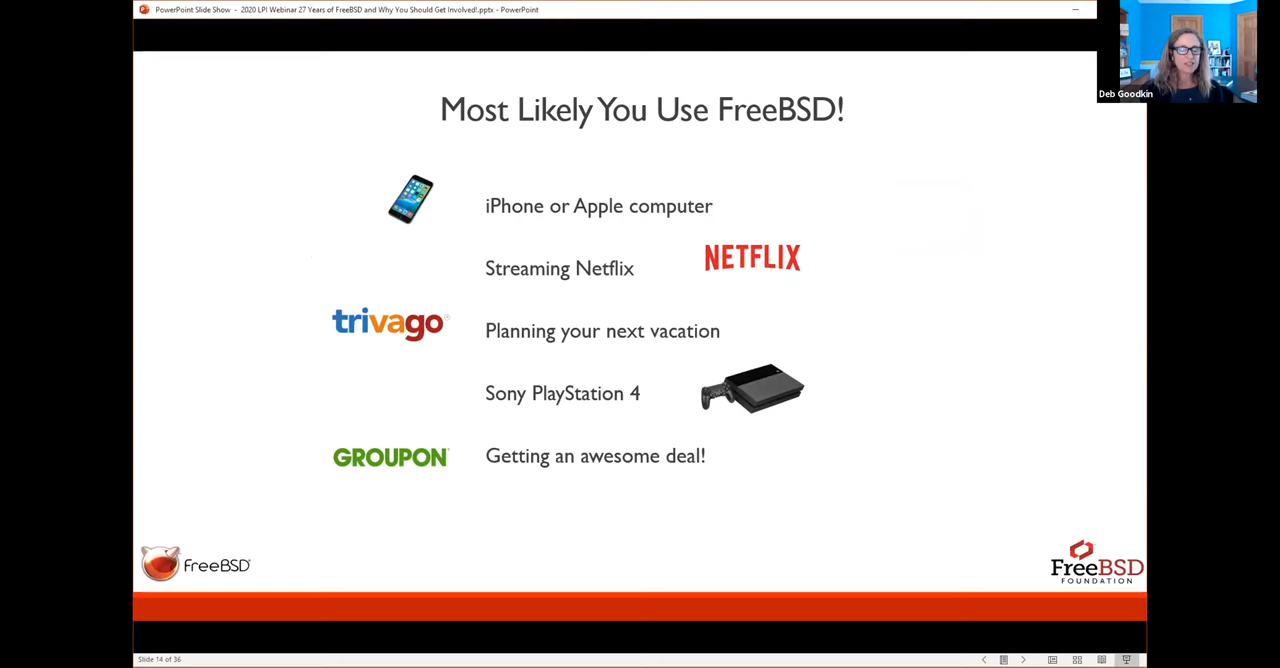 PowerPoint Slide Show - 2020 LPI Webinar 27 Years of FreeBSD and Why You Should Get Involved!.pptx - PowerPoint
Deb Goodkin
Most Likely You Use FreeBSD!
iPhone or Apple computer
Streaming Netflix
NETFLIX
trivago
Planning your next vacation
Sony PlayStation 4
GROUPON
Getting an awesome deal!
FreeBSD
FreeBSD
FOUNDATION
Slide 14 of 36